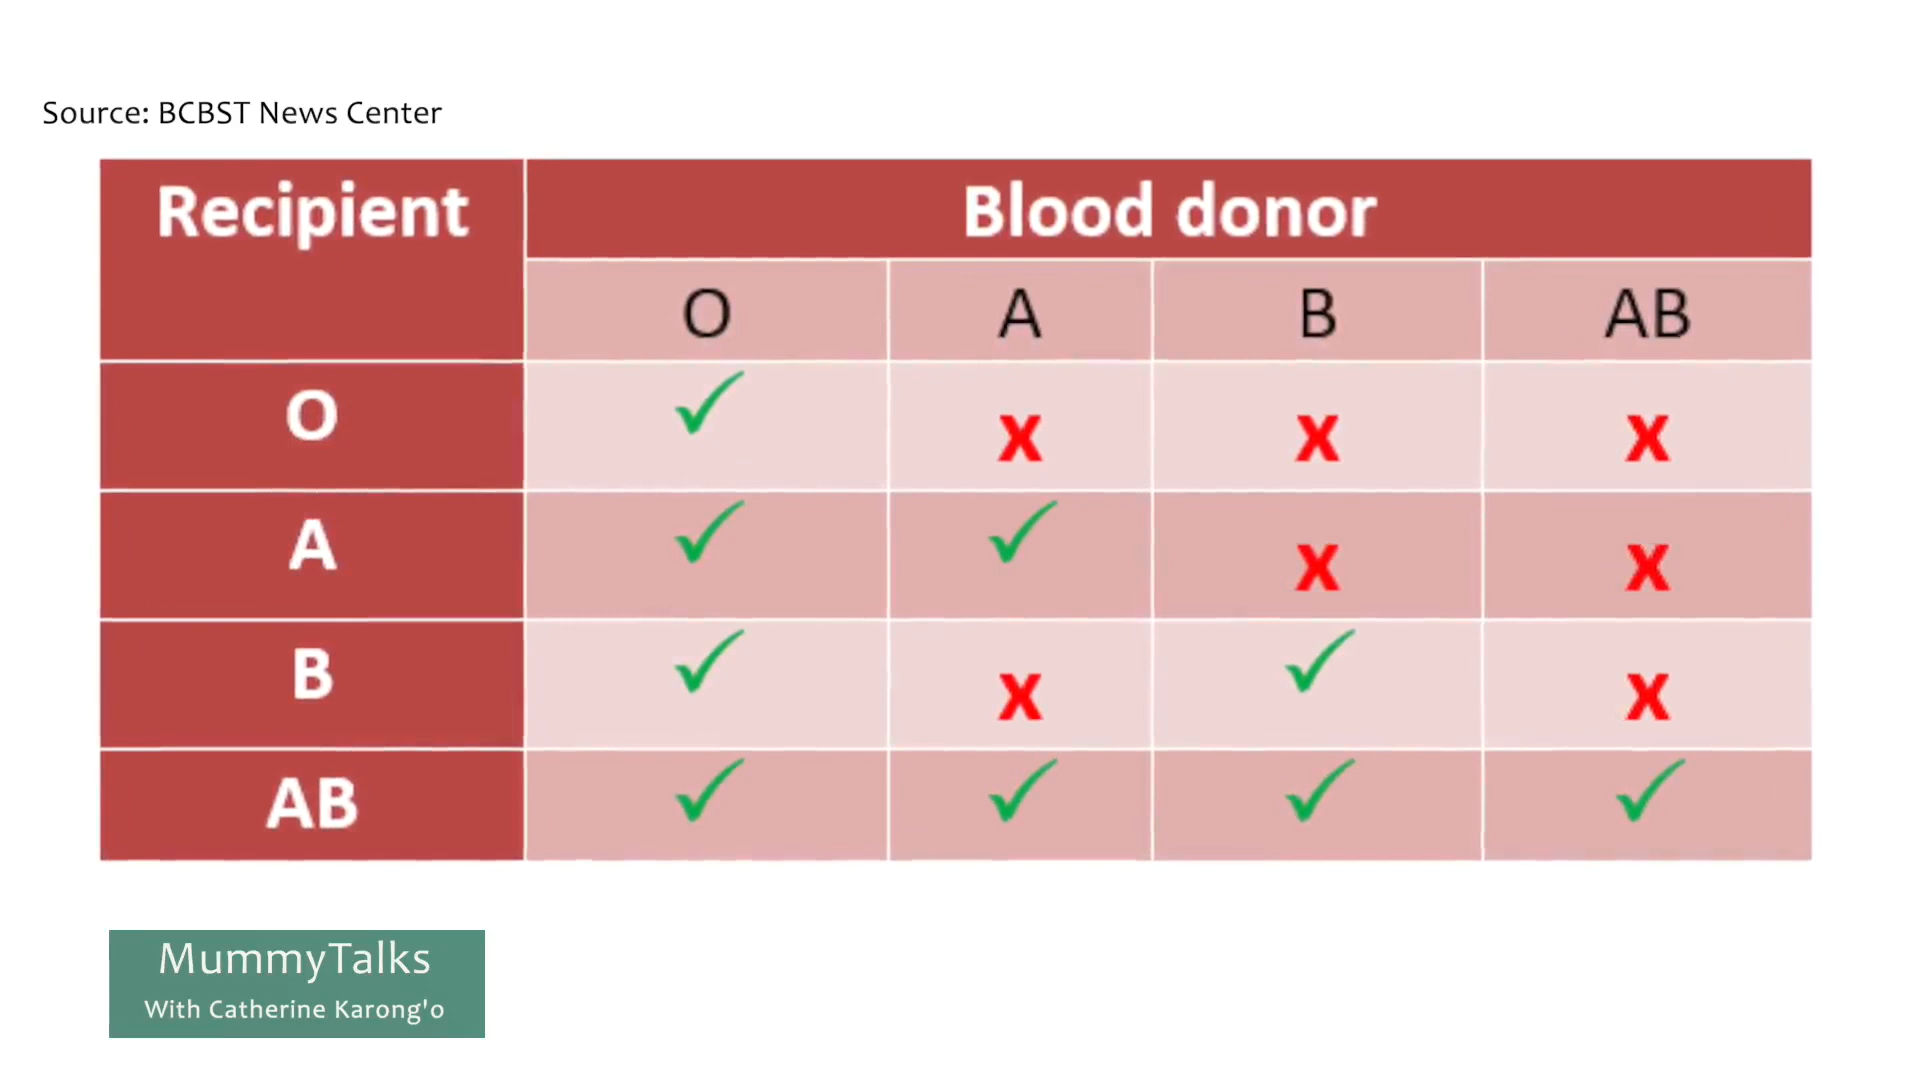 Source: BCBST News Center
Recipient Blood donor
O A B AB
O ✓ x x x
A ✓ ✓ x x
B ✓ x ✓ x
AB ✓ ✓ ✓ ✓
MummyTalks
With Catherine Karong'o